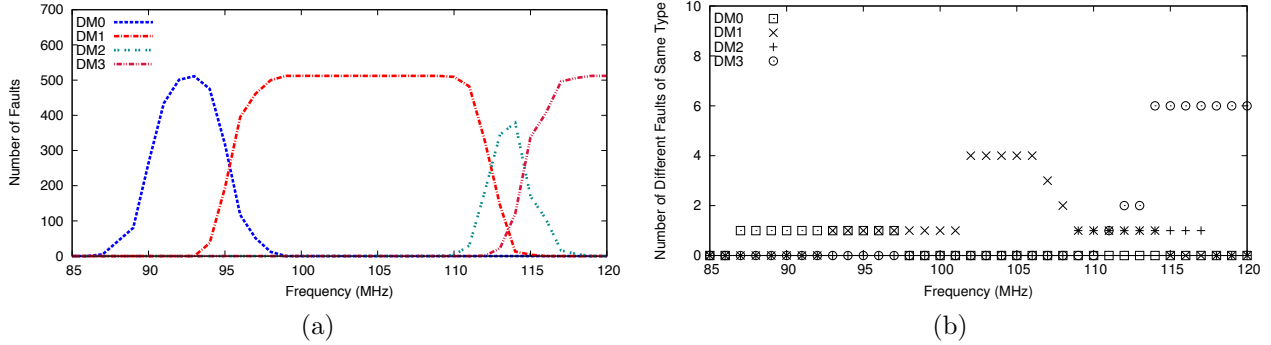 Number of Faults
700
600
500
400
300
200
100
0
DM0
DM1
DM2
DM3
85 90 95 100 105 110 115 120
Frequency (MHz)
(a)
Number of Different Faults of Same Type
10
8
6
4
2
0
DM0
DM1
DM2
DM3
85 90 95 100 105 110 115 120
Frequency (MHz)
(b)